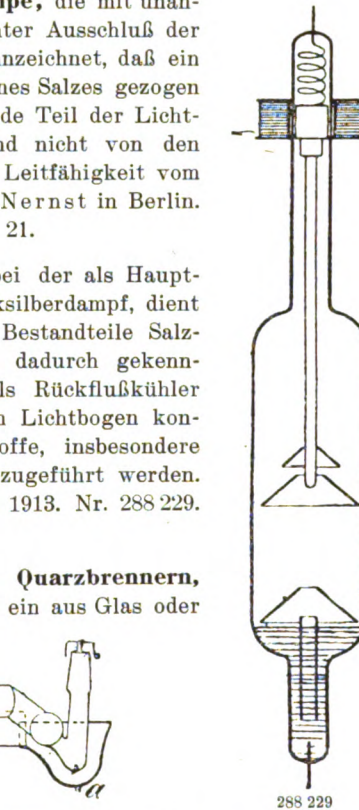 mpe, die mit unan-
nter Ausschluß der
nzeichnet, daß ein
nes Salzes gezogen
de Teil der Licht-
nd nicht von den
Leitfähigkeit vom
Nernst in Berlin.
21.
bei der als Haupt-
ksilberdampf, dient
Bestandteile Salz-
dadurch gekenn-
ls Rückflußkühler
n Lichtbogen kon-
offe, insbesondere
zugeführt werden.
1913. Nr. 288 229.
Quarzbrennern,
ein aus Glas oder
a
288 229